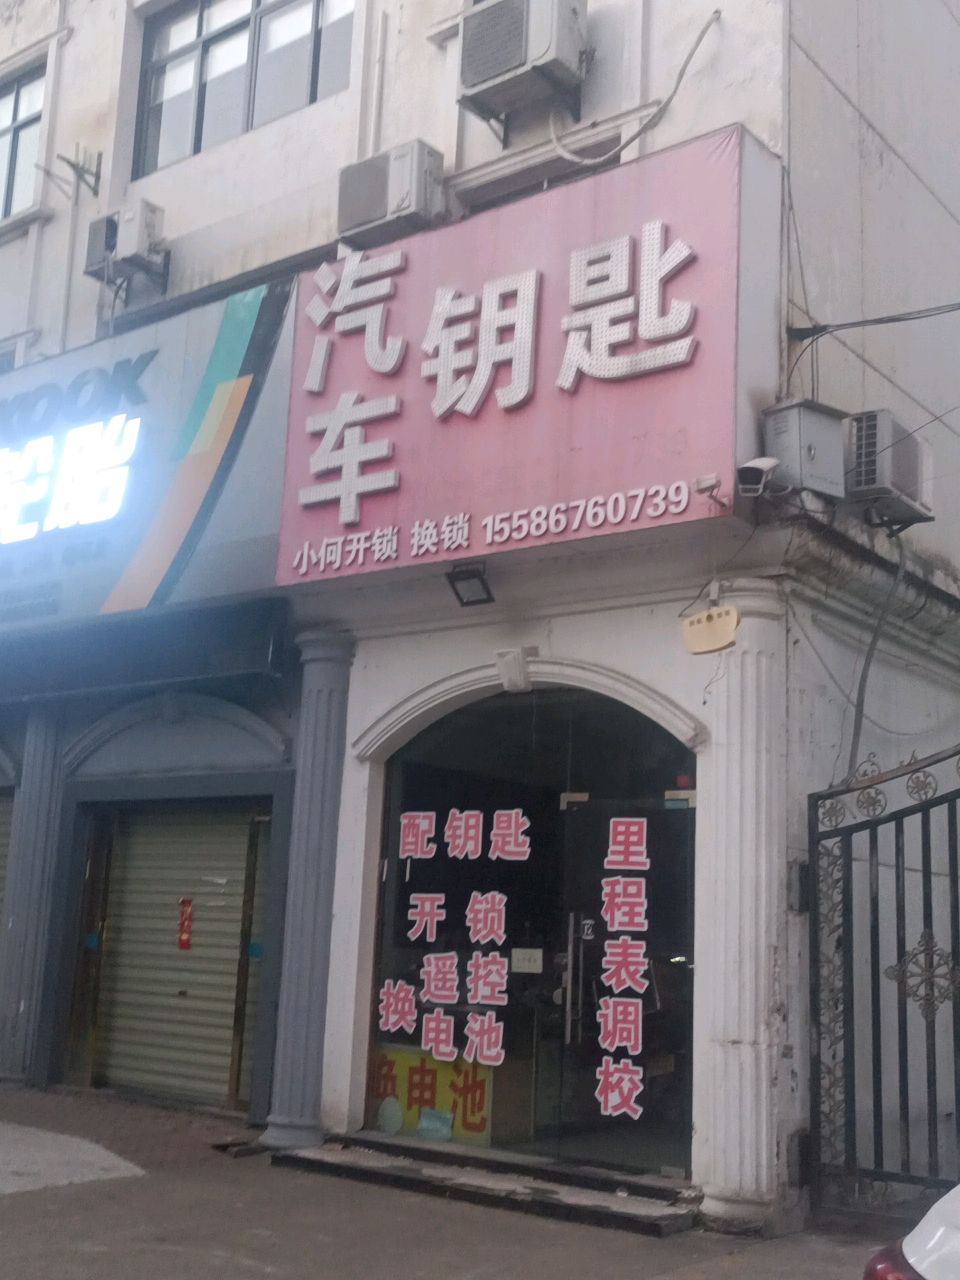 汽车
钥匙
小何开锁 换锁 15586760739
轮胎
配钥匙
开锁
换
遥控
电池
里程表调校
换电池